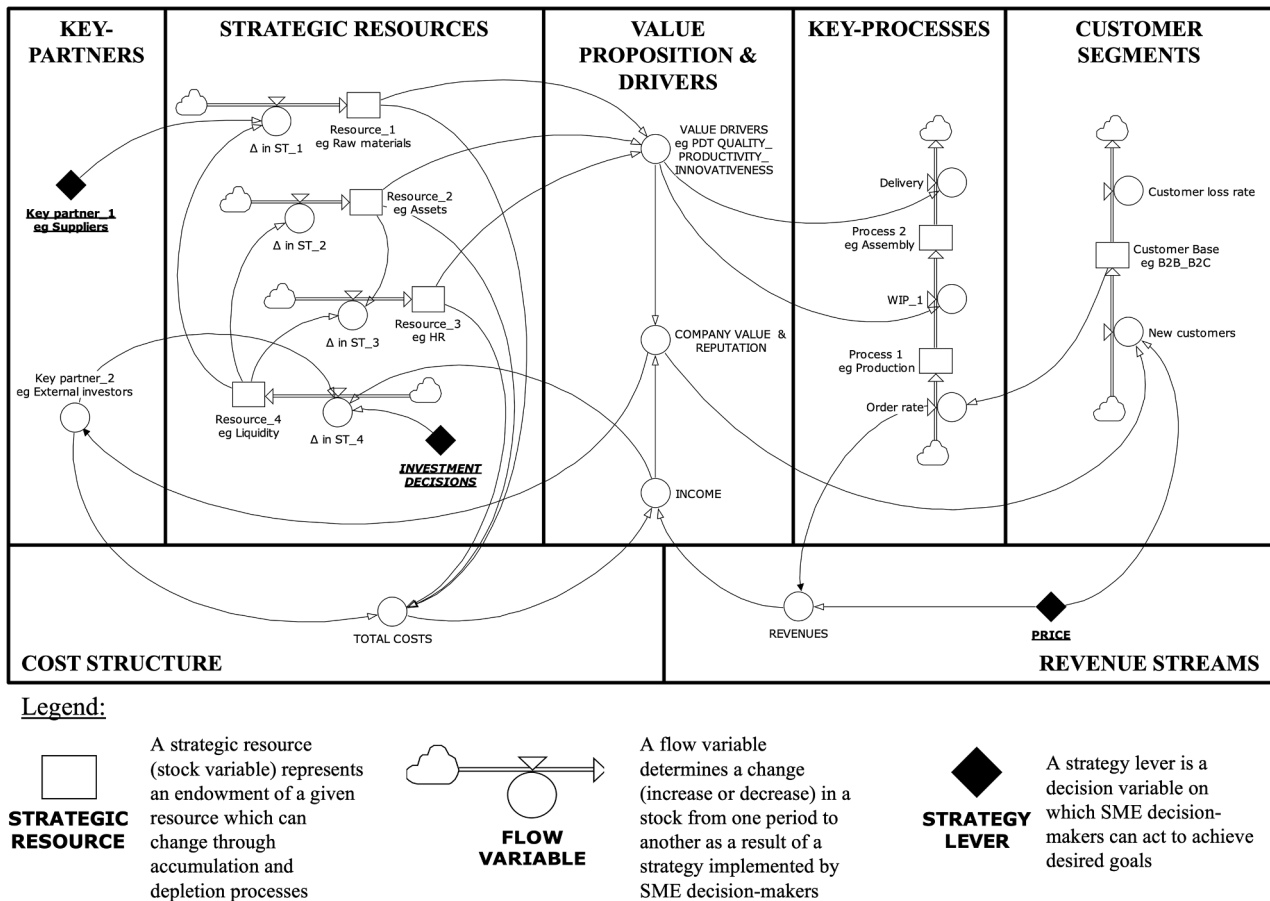 KEY-
PARTNERS
STRATEGIC RESOURCES
VALUE
PROPOSITION &
DRIVERS
KEY-PROCESSES
CUSTOMER
SEGMENTS
Key partner_1
eg Suppliers
Key partner_2
eg External investors
Resource_1
eg Raw materials
Δ in ST_1
Resource_2
eg Assets
Δ in ST_2
Resource_3
eg HR
Δ in ST_3
Resource_4
eg Liquidity
Δ in ST_4
INVESTMENT
DECISIONS
VALUE DRIVERS
eg PDT QUALITY_
PRODUCTIVITY_
INNOVATIVENESS
COMPANY VALUE &
REPUTATION
INCOME
Delivery
Process 2
eg Assembly
WIP_1
Process 1
eg Production
Order rate
Customer loss rate
Customer Base
eg B2B_B2C
New customers
TOTAL COSTS
COST STRUCTURE
REVENUES
PRICE
REVENUE STREAMS
Legend:
STRATEGIC
RESOURCE
A strategic resource
(stock variable) represents
an endowment of a given
resource which can
change through
accumulation and
depletion processes
FLOW
VARIABLE
A flow variable
determines a change
(increase or decrease) in a
stock from one period to
another as a result of a
strategy implemented by
SME decision-makers
STRATEGY
LEVER
A strategy lever is a
decision variable on
which SME decision-
makers can act to achieve
desired goals